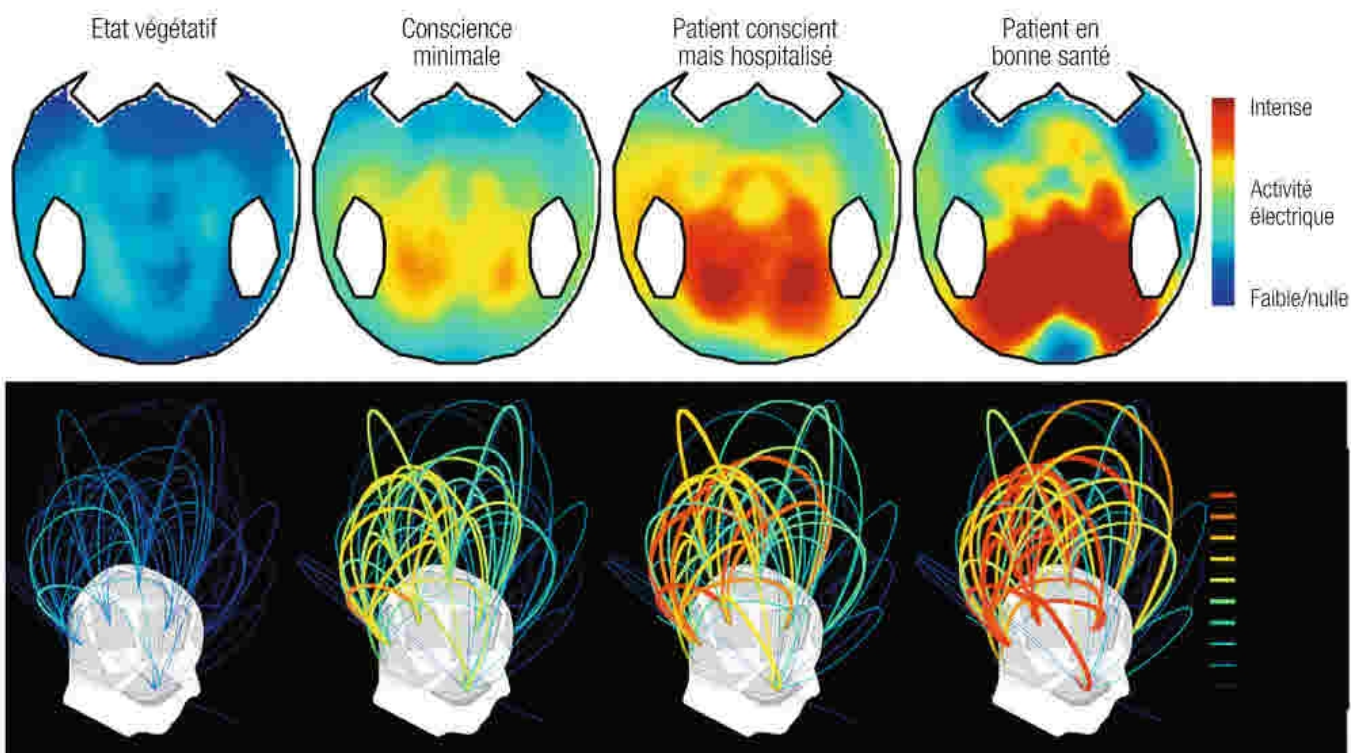 Etat végétatif
Conscience
minimale
Patient conscient
mais hospitalisé
Patient en
bonne santé
Intense
Activité
électrique
Faible/nulle